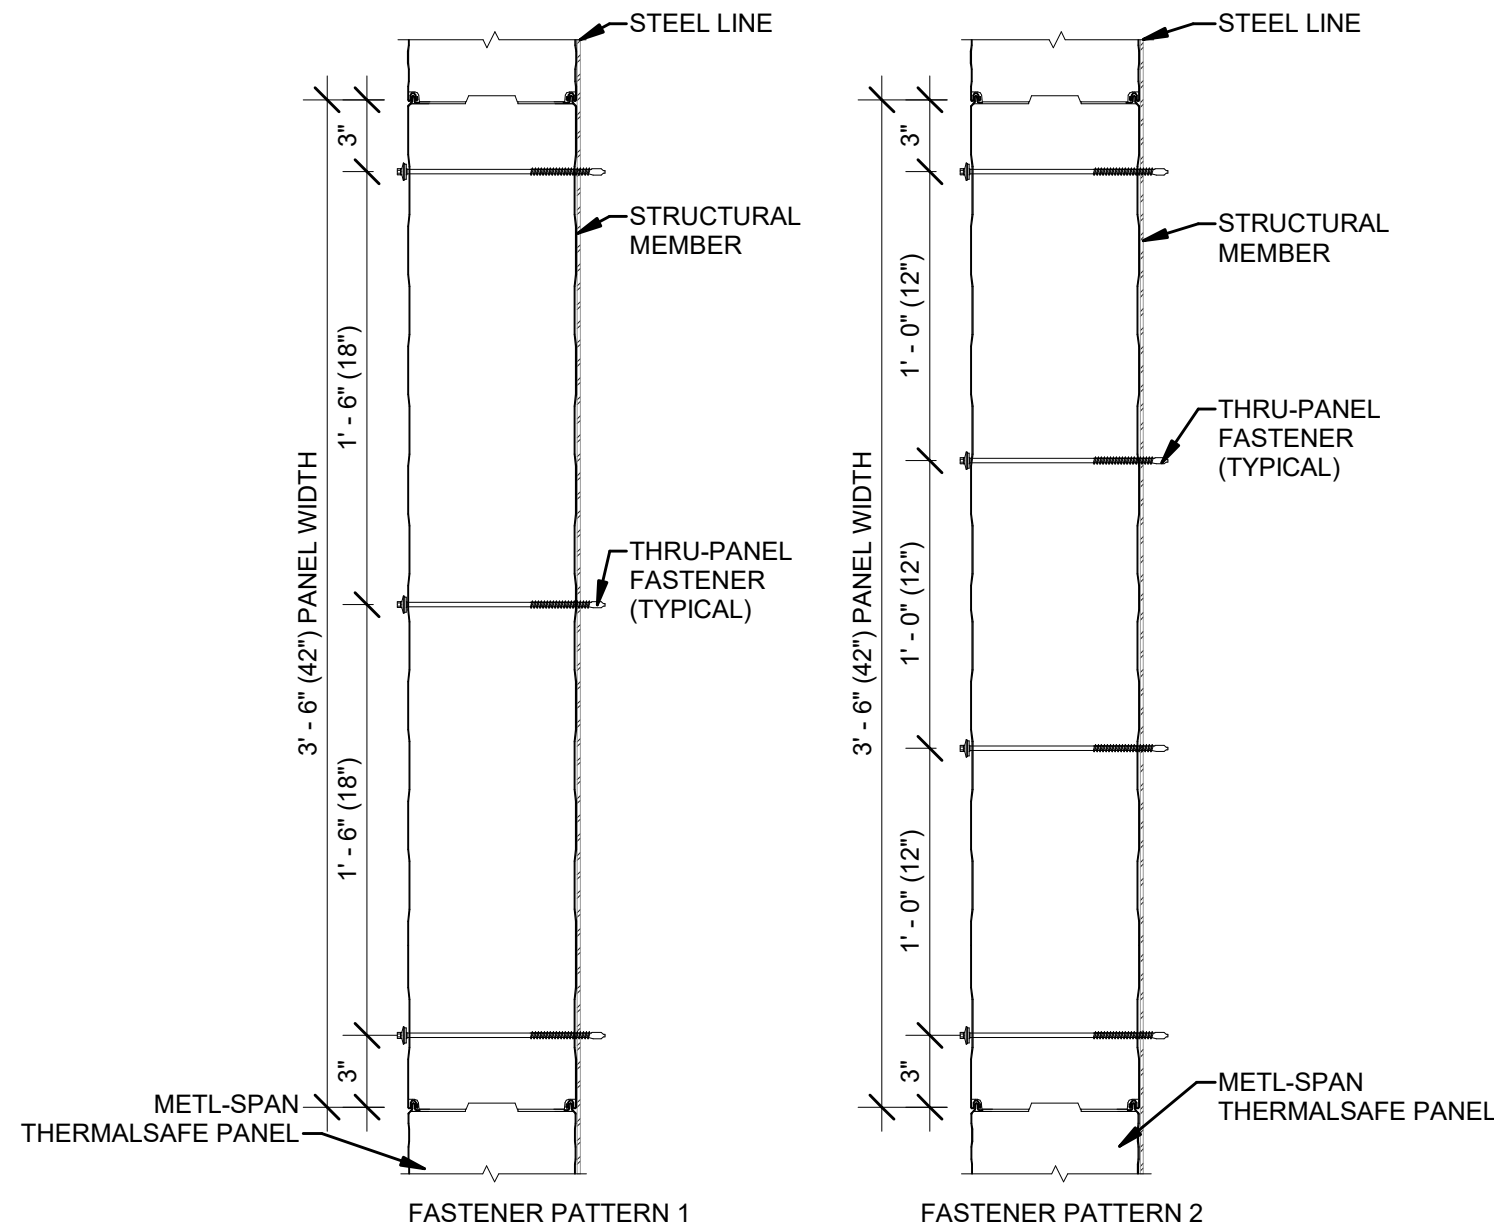 STEEL LINE
3"
STRUCTURAL
MEMBER
1' - 6" (18")
3' - 6" (42") PANEL WIDTH
THRU-PANEL
FASTENER
(TYPICAL)
1' - 6" (18")
3"
METL-SPAN
THERMALSAFE PANEL
FASTENER PATTERN 1
STEEL LINE
3"
STRUCTURAL
MEMBER
1' - 0" (12")
THRU-PANEL
FASTENER
(TYPICAL)
3' - 6" (42") PANEL WIDTH
1' - 0" (12")
1' - 0" (12")
3"
METL-SPAN
THERMALSAFE PANEL
FASTENER PATTERN 2